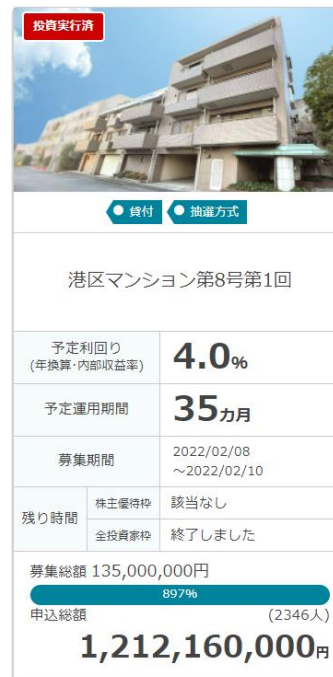 投資実行済
貸付
抽選方式
港区マンション第8号第1回
予定利回り
(年換算・内部収益率)
4.0%
予定運用期間
35カ月
募集期間
2022/02/08
～2022/02/10
残り時間
株主優待枠
該当なし
全投資家枠
終了しました
募集総額 135,000,000円
897%
申込総額
(2346人)
1,212,160,000円